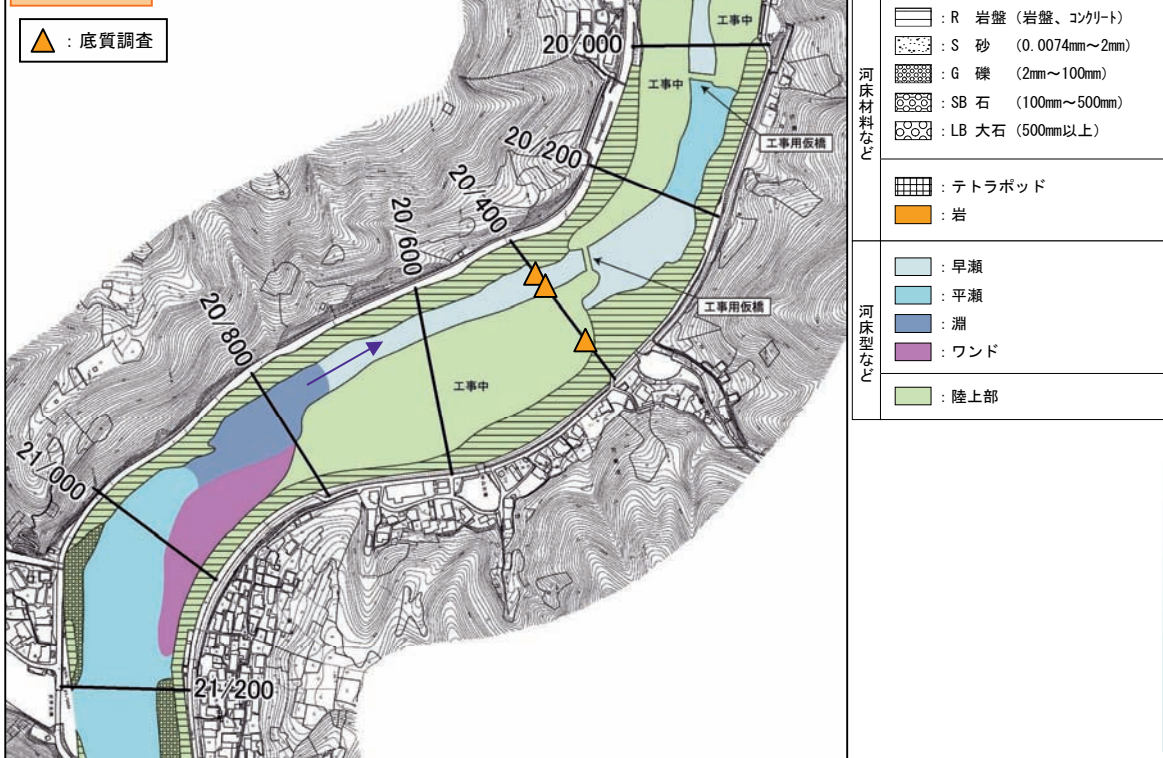 ：底質調査
工事中
20/000
工事中
工事用仮橋
20/200
20/400
20/600
工事用仮橋
20/800
工事中
21/000
21/200
河床材料など
：R 岩盤（岩盤、コンクリート）
：S 砂 （0.0074mm～2mm）
：G 礫 （2mm～100mm）
：SB 石 （100mm～500mm）
：LB 大石（500mm以上）
：テトラポッド
：岩
河床型など
：早瀬
：平瀬
：淵
：ワンド
：陸上部